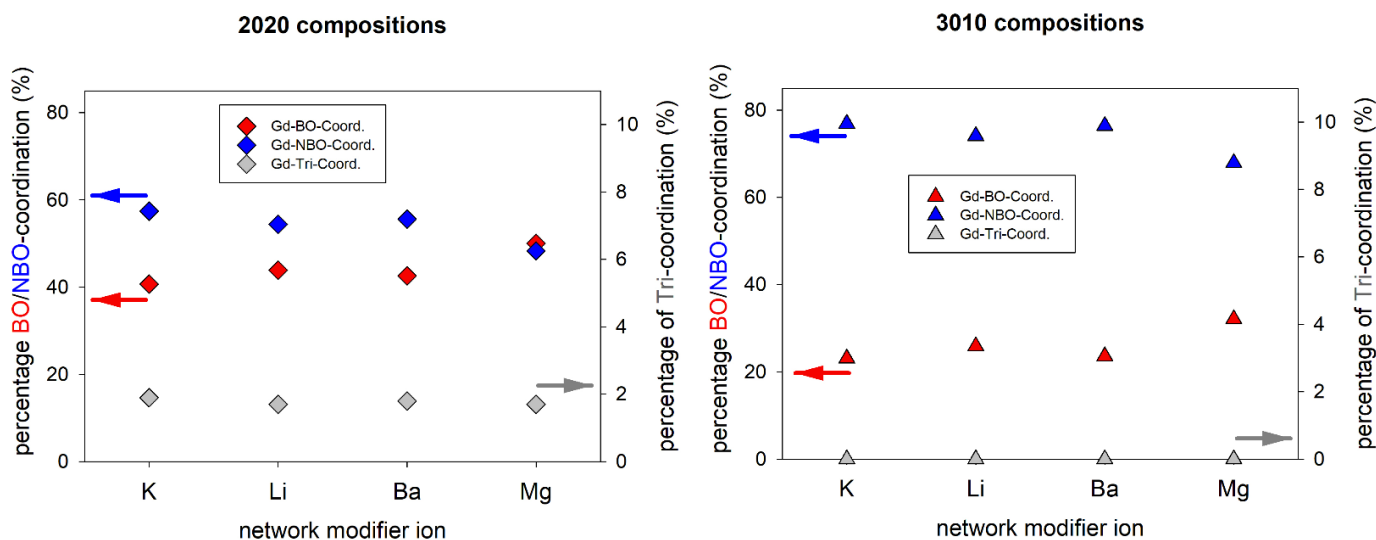 2020 compositions
percentage BO/NBO-coordination (%)
80
60
40
20
0
Gd-BO-Coord.
Gd-NBO-Coord.
Gd-Tri-Coord.
10
8
6
4
2
0
percentage of Tri-coordination (%)
K Li Ba Mg
network modifier ion
3010 compositions
percentage BO/NBO-coordination (%)
80
60
40
20
0
Gd-BO-Coord.
Gd-NBO-Coord.
Gd-Tri-Coord.
10
8
6
4
2
0
percentage of Tri-coordination (%)
K Li Ba Mg
network modifier ion